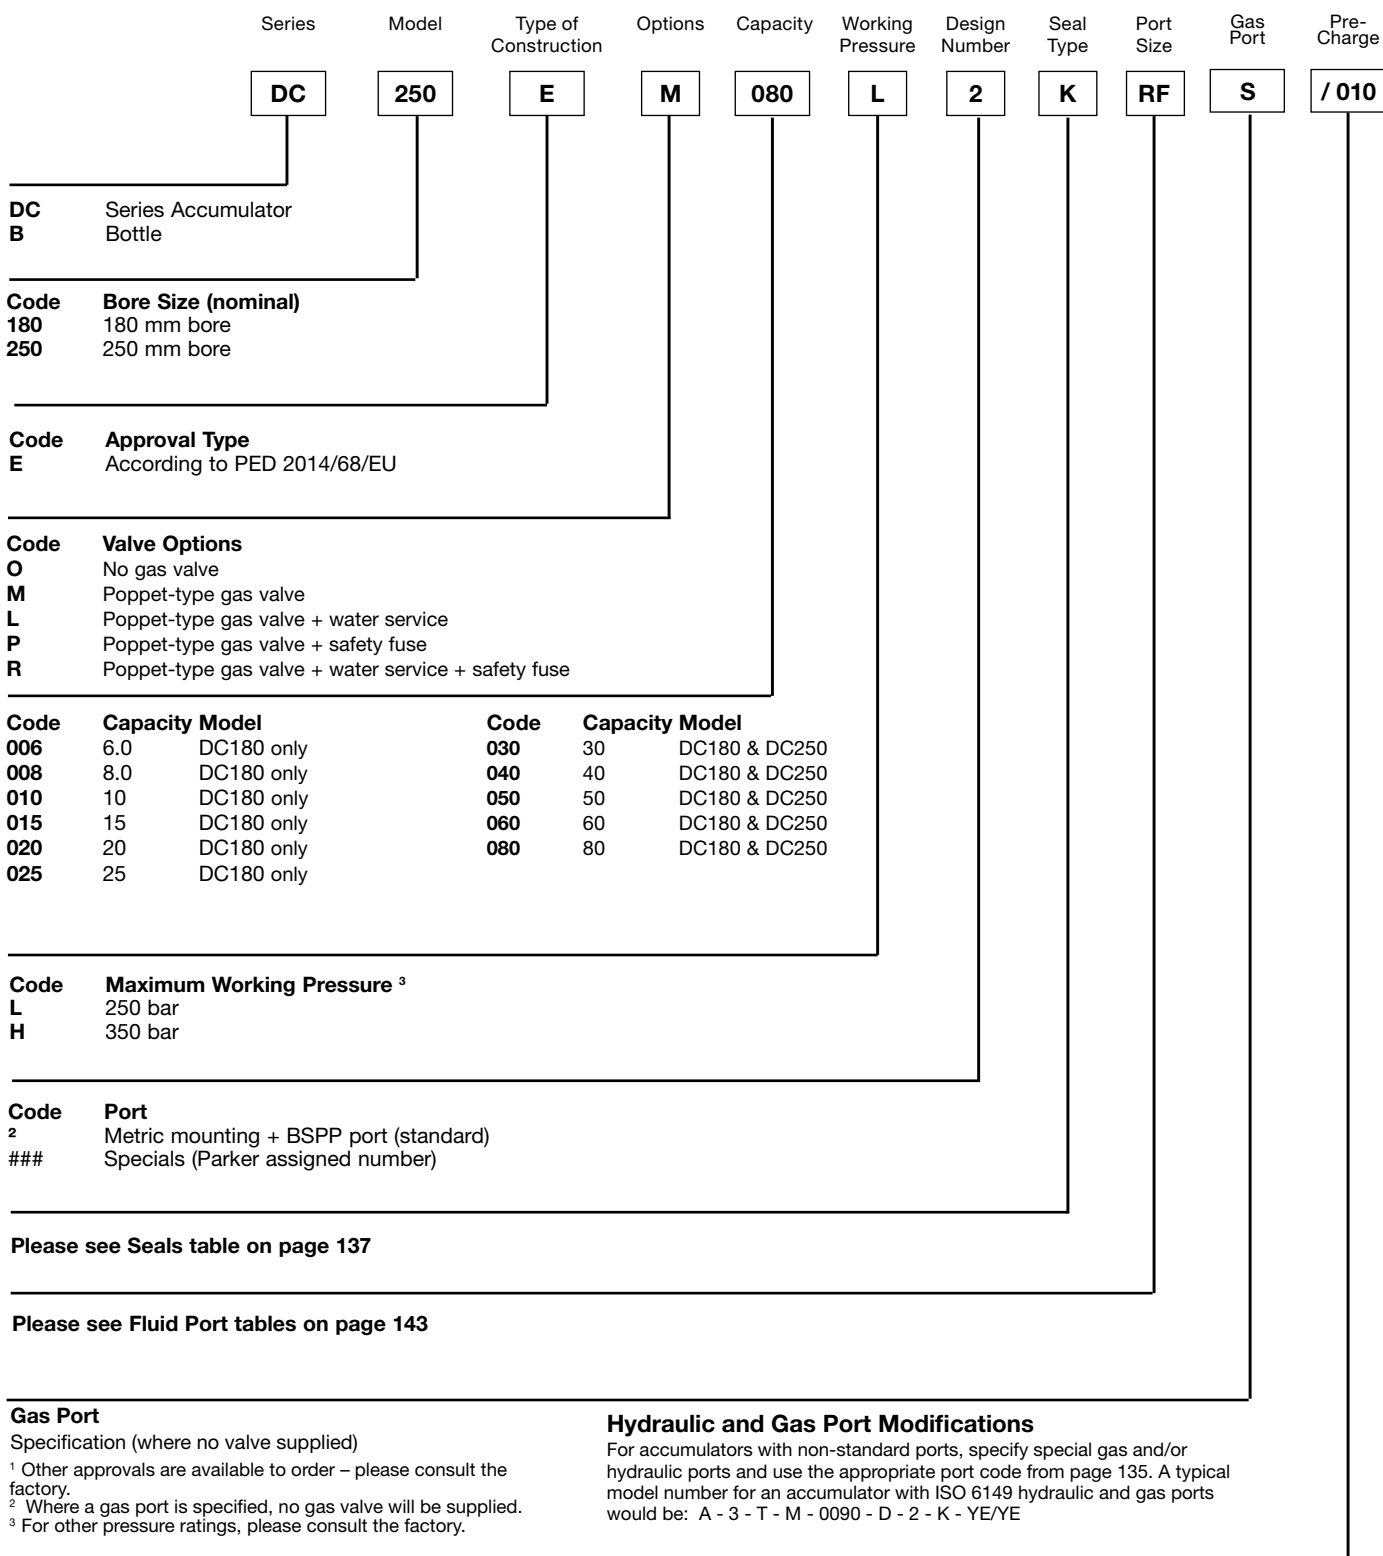 Series Model Type of Construction Options Capacity Working Pressure Design Number Seal Type Port Size Gas Port Pre-Charge
DC 250 E M 080 L 2 K RF S / 010
DC Series Accumulator
B Bottle
Code Bore Size (nominal)
180 180 mm bore
250 250 mm bore
Code Approval Type
E According to PED 2014/68/EU
Code Valve Options
O No gas valve
M Poppet-type gas valve
L Poppet-type gas valve + water service
P Poppet-type gas valve + safety fuse
R Poppet-type gas valve + water service + safety fuse
Code Capacity Model Code Capacity Model
006 6.0 DC180 only 030 30 DC180 & DC250
008 8.0 DC180 only 040 40 DC180 & DC250
010 10 DC180 only 050 50 DC180 & DC250
015 15 DC180 only 060 60 DC180 & DC250
020 20 DC180 only 080 80 DC180 & DC250
025 25 DC180 only
Code Maximum Working Pressure ³
L 250 bar
H 350 bar
Code Port
² Metric mounting + BSPP port (standard)
### Specials (Parker assigned number)
Please see Seals table on page 137
Please see Fluid Port tables on page 143
Gas Port
Specification (where no valve supplied)
¹ Other approvals are available to order – please consult the
factory.
² Where a gas port is specified, no gas valve will be supplied.
³ For other pressure ratings, please consult the factory.
Hydraulic and Gas Port Modifications
For accumulators with non-standard ports, specify special gas and/or
hydraulic ports and use the appropriate port code from page 135. A typical
model number for an accumulator with ISO 6149 hydraulic and gas ports
would be: A - 3 - T - M - 0090 - D - 2 - K - YE/YE